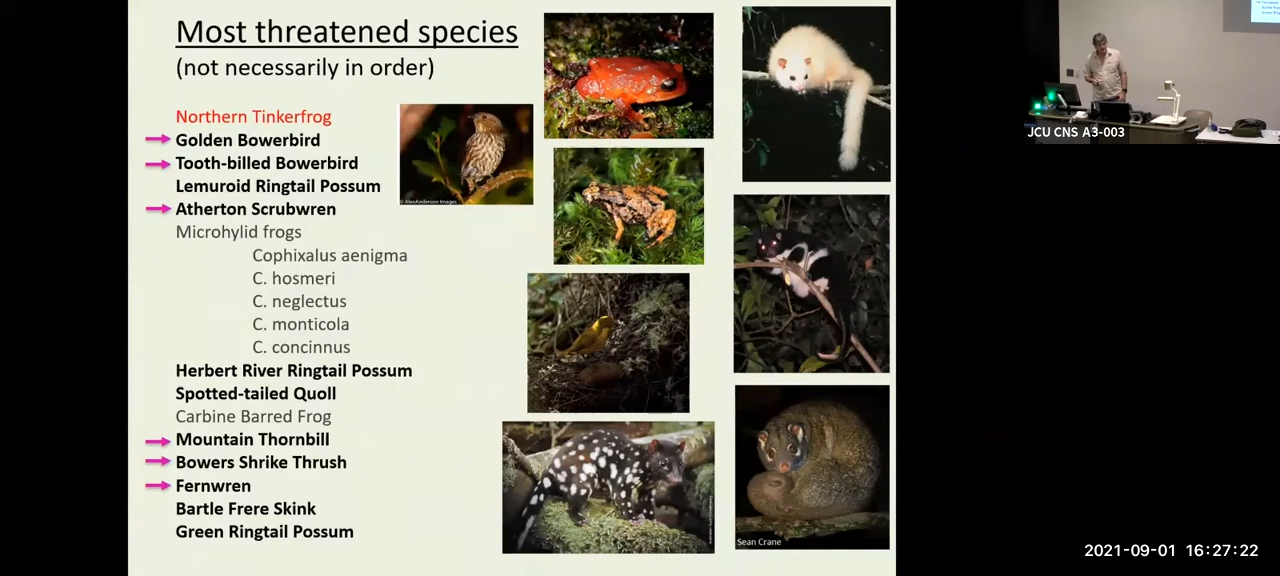 Most threatened species
(not necessarily in order)
Northern Tinkerfrog
Golden Bowerbird
Tooth-billed Bowerbird
Lemuroid Ringtail Possum
Atherton Scrubwren
Microhylid frogs
Cophixalus aenigma
C. hosmeri
C. neglectus
C. monticola
C. concinnus
Herbert River Ringtail Possum
Spotted-tailed Quoll
Carbine Barred Frog
Mountain Thornbill
Bowers Shrike Thrush
Fernwren
Bartle Frere Skink
Green Ringtail Possum
© AlexAnderson Images
Sean Crane
JCU CNS A3-003
2021-09-01 16:27:22